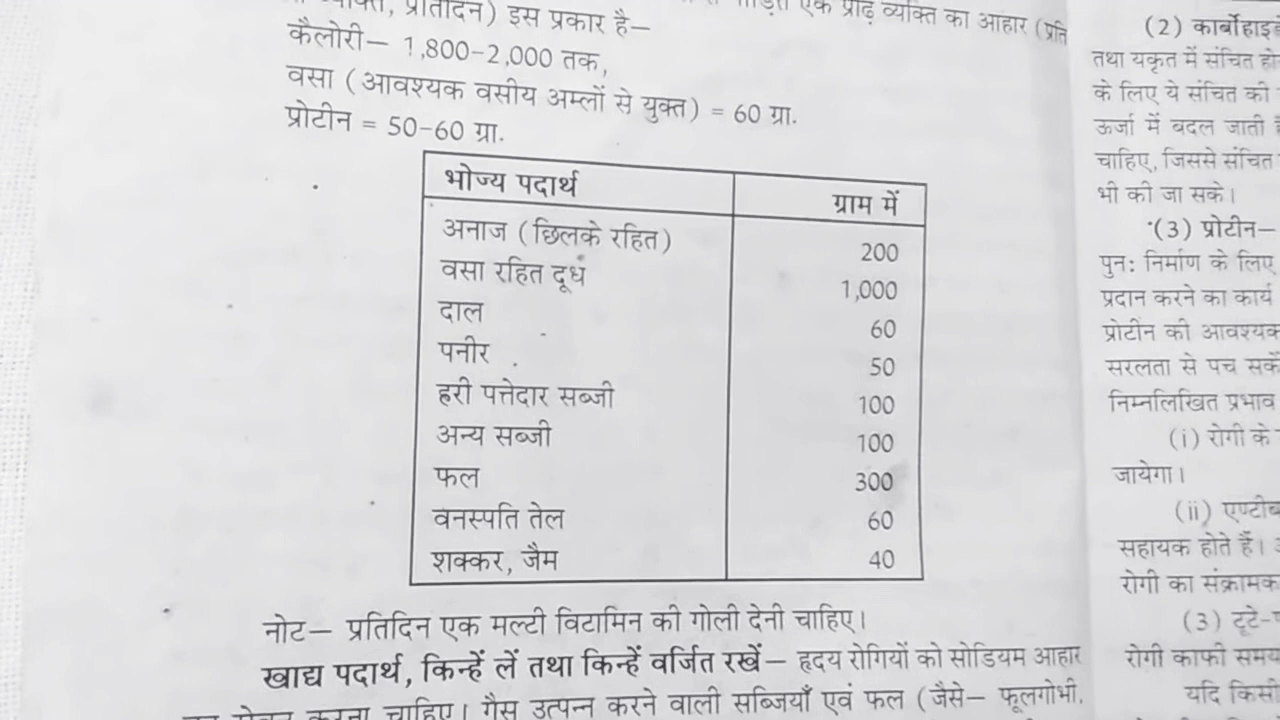 प्रतिदिन) इस प्रकार है—
एक प्रौढ़ व्यक्ति का आहार (प्रति
कैलोरी— 1,800-2,000 तक,
वसा (आवश्यक वसीय अम्लों से युक्त) = 60 ग्रा.
प्रोटीन = 50-60 ग्रा.
भोज्य पदार्थ ग्राम में
अनाज (छिलके रहित) 200
वसा रहित दूध 1,000
दाल 60
पनीर 50
हरी पत्तेदार सब्जी 100
अन्य सब्जी 100
फल 300
वनस्पति तेल 60
शक्कर, जैम 40
नोट— प्रतिदिन एक मल्टी विटामिन की गोली देनी चाहिए।
खाद्य पदार्थ, किन्हें लें तथा किन्हें वर्जित रखें— हृदय रोगियों को सोडियम आहार
करना चाहिए। गैस उत्पन्न करने वाली सब्जियाँ एवं फल (जैसे— फूलगोभी,
(2)
तथा यकृत में संचित हो
के लिए ये संचित की
ऊर्जा में बदल जाती
चाहिए, जिससे संचित
भी की जा सके।
(3) प्रोटीन—
पुन: निर्माण के लिए
प्रदान करने का कार्य
प्रोटीन की
सरलता से पच सकें
निम्नलिखित प्रभाव
(i) रोगी के
जायेगा।
(ii)
सहायक होते हैं।
रोगी का संक्रामक
(3) टूटे-
रोगी काफी समय
यदि किसी